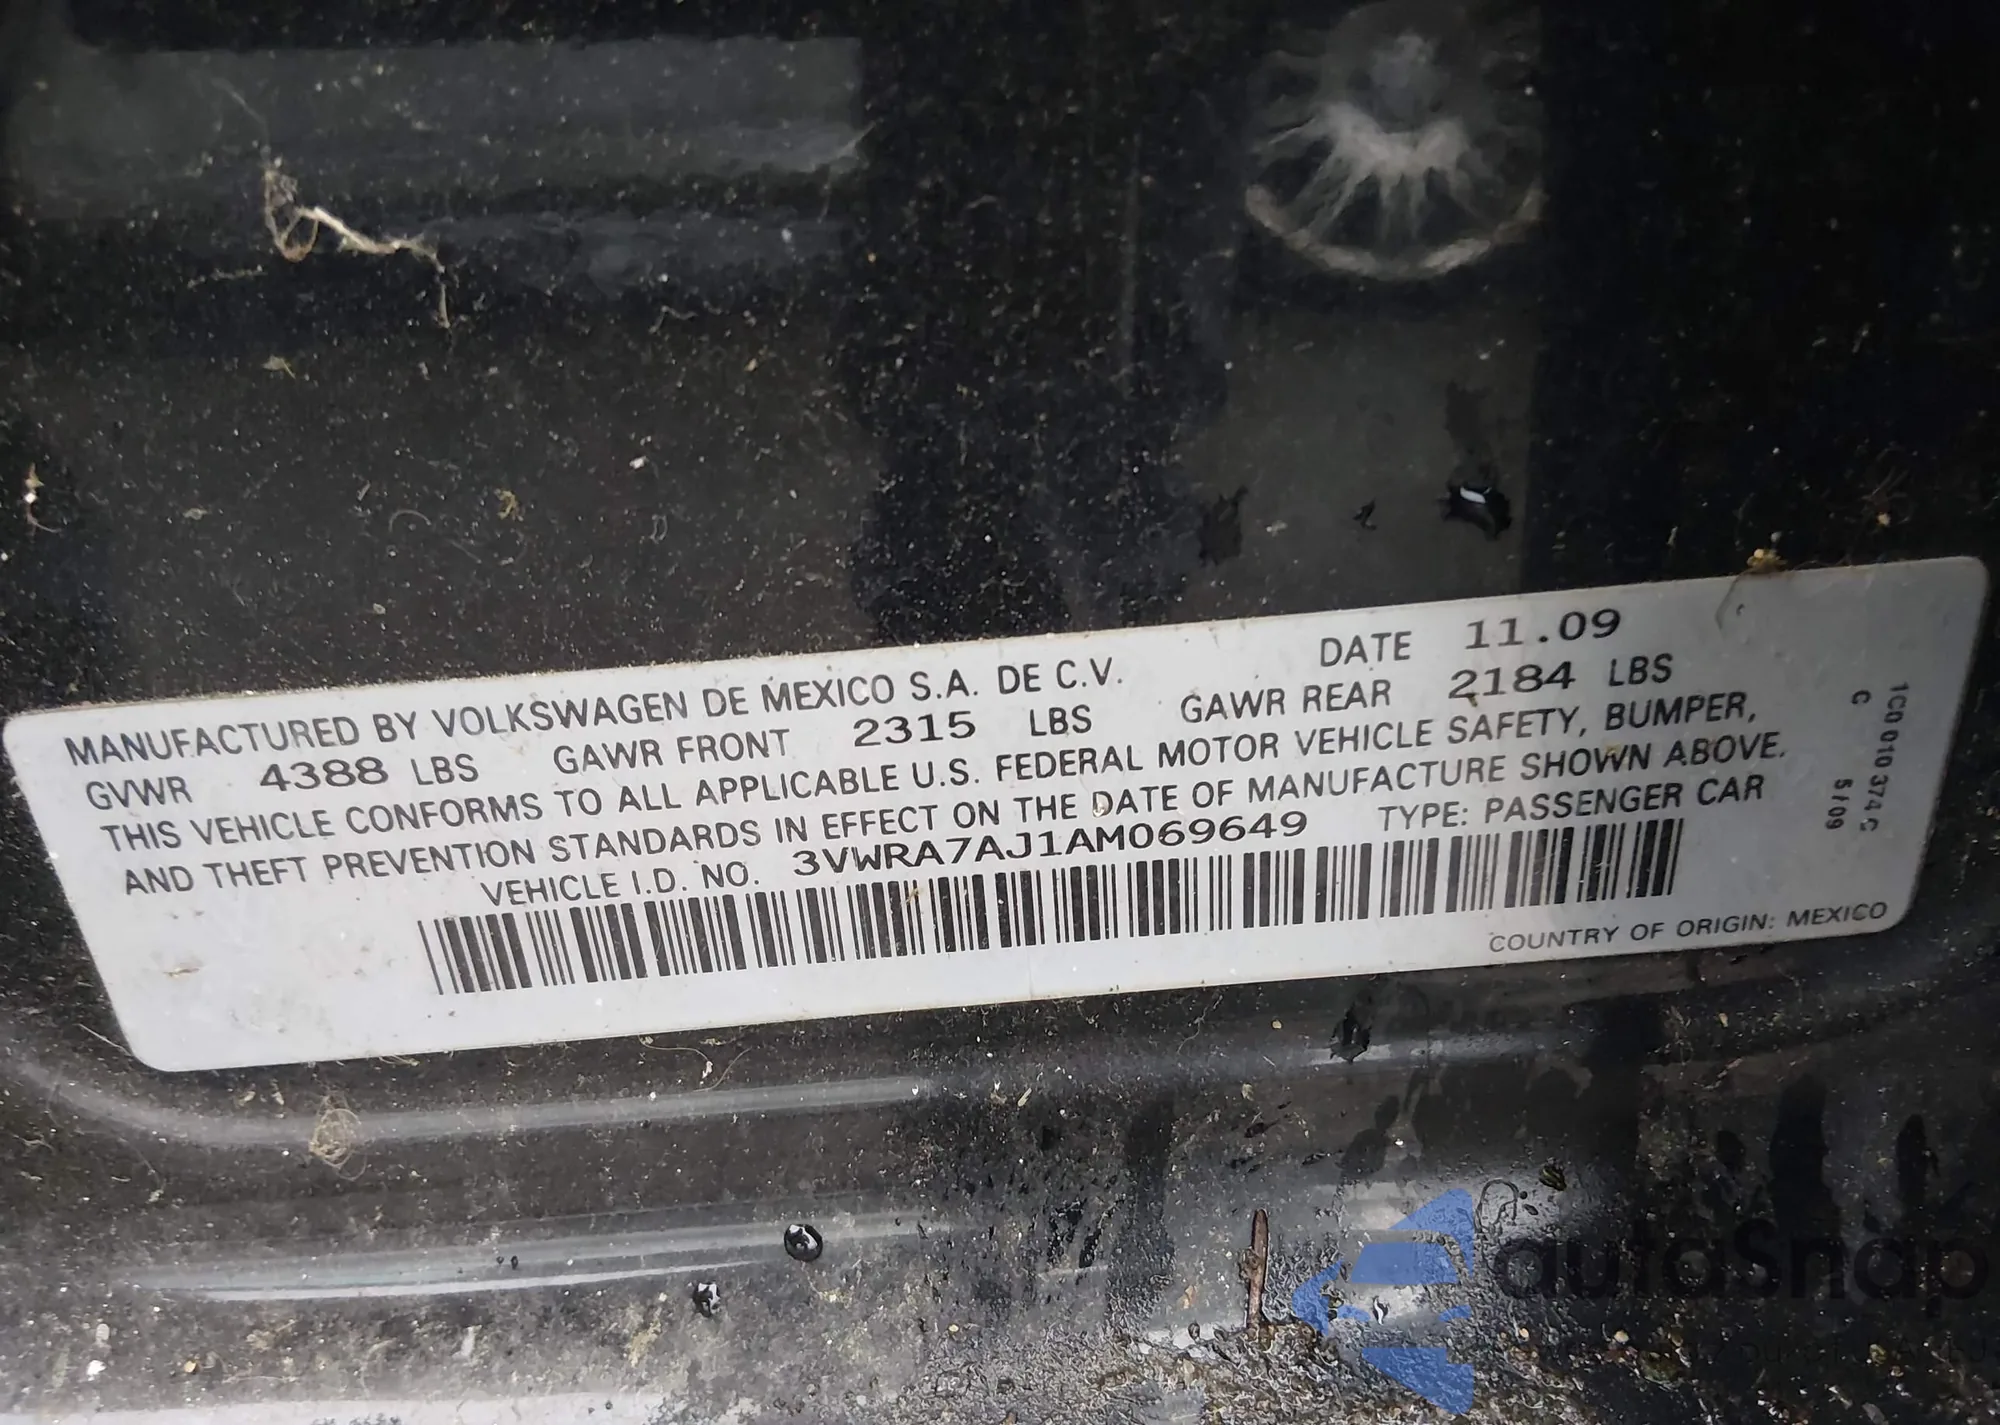 MANUFACTURED BY VOLKSWAGEN DE MEXICO S.A. DE C.V. DATE 11.09
GVWR 4388 LBS GAWR FRONT 2315 LBS GAWR REAR 2184 LBS
THIS VEHICLE CONFORMS TO ALL APPLICABLE U.S. FEDERAL MOTOR VEHICLE SAFETY, BUMPER,
AND THEFT PREVENTION STANDARDS IN EFFECT ON THE DATE OF MANUFACTURE SHOWN ABOVE.
VEHICLE I.D. NO. 3VWRA7AJ1AM069649 TYPE: PASSENGER CAR
COUNTRY OF ORIGIN: MEXICO
1C0 010 374 C
C 5/09
autoSnap